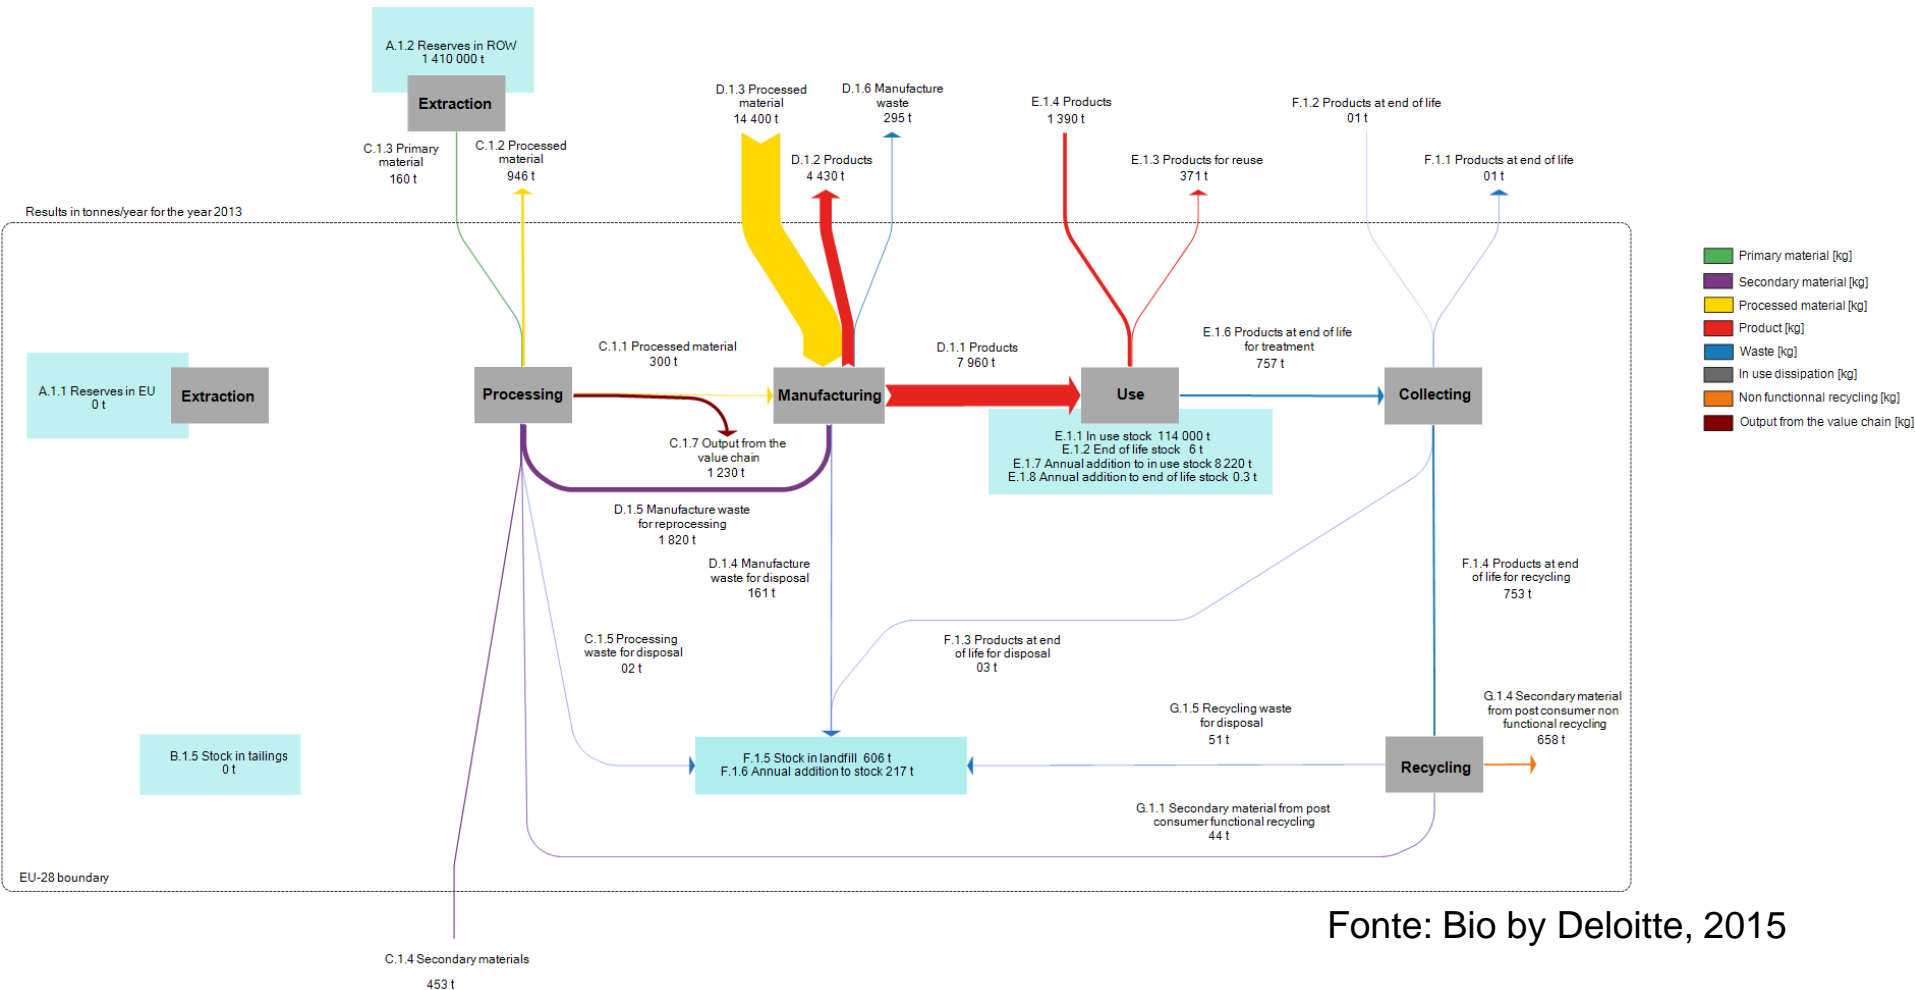 A.1.2 Reserves in ROW
1 410 000 t
Extraction
C.1.3 Primary
material
160 t
C.1.2 Processed
material
946 t
D.1.3 Processed
material
14 400 t
D.1.6 Manufacture
waste
295 t
D.1.2 Products
4 430 t
E.1.4 Products
1 390 t
E.1.3 Products for reuse
371 t
F.1.2 Products at end of life
01 t
F.1.1 Products at end of life
01 t
Results in tonnes/year for the year 2013
Primary material [kg]
Secondary material [kg]
Processed material [kg]
Product [kg]
Waste [kg]
In use dissipation [kg]
Non functionnal recycling [kg]
Output from the value chain [kg]
A.1.1 Reserves in EU
0 t
Extraction
Processing
C.1.1 Processed material
300 t
Manufacturing
D.1.1 Products
7 960 t
Use
E.1.6 Products at end of life
for treatment
757 t
Collecting
C.1.7 Output from the
value chain
1 230 t
E.1.1 In use stock 114 000 t
E.1.2 End of life stock 6 t
E.1.7 Annual addition to in use stock 8 220 t
E.1.8 Annual addition to end of life stock 0.3 t
D.1.5 Manufacture waste
for reprocessing
1 820 t
D.1.4 Manufacture
waste for disposal
161 t
F.1.4 Products at end
of life for recycling
753 t
C.1.5 Processing
waste for disposal
02 t
F.1.3 Products at end
of life for disposal
03 t
G.1.5 Recycling waste
for disposal
51 t
G.1.4 Secondary material
from post consumer non
functional recycling
658 t
B.1.5 Stock in tailings
0 t
F.1.5 Stock in landfill 606 t
F.1.6 Annual addition to stock 217 t
Recycling
G.1.1 Secondary material from post
consumer functional recycling
44 t
EU-28 boundary
Fonte: Bio by Deloitte, 2015
C.1.4 Secondary materials
453 t